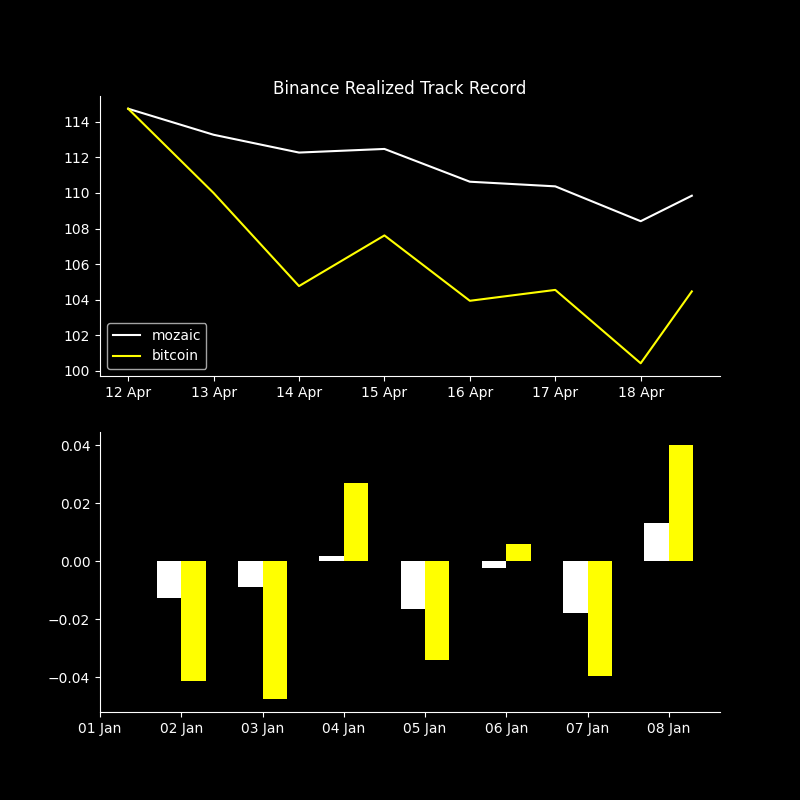 Binance Realized Track Record
114
112
110
108
106
104
102
100
mozaic
bitcoin
12 Apr 13 Apr 14 Apr 15 Apr 16 Apr 17 Apr 18 Apr
0.04
0.02
0.00
−0.02
−0.04
01 Jan 02 Jan 03 Jan 04 Jan 05 Jan 06 Jan 07 Jan 08 Jan